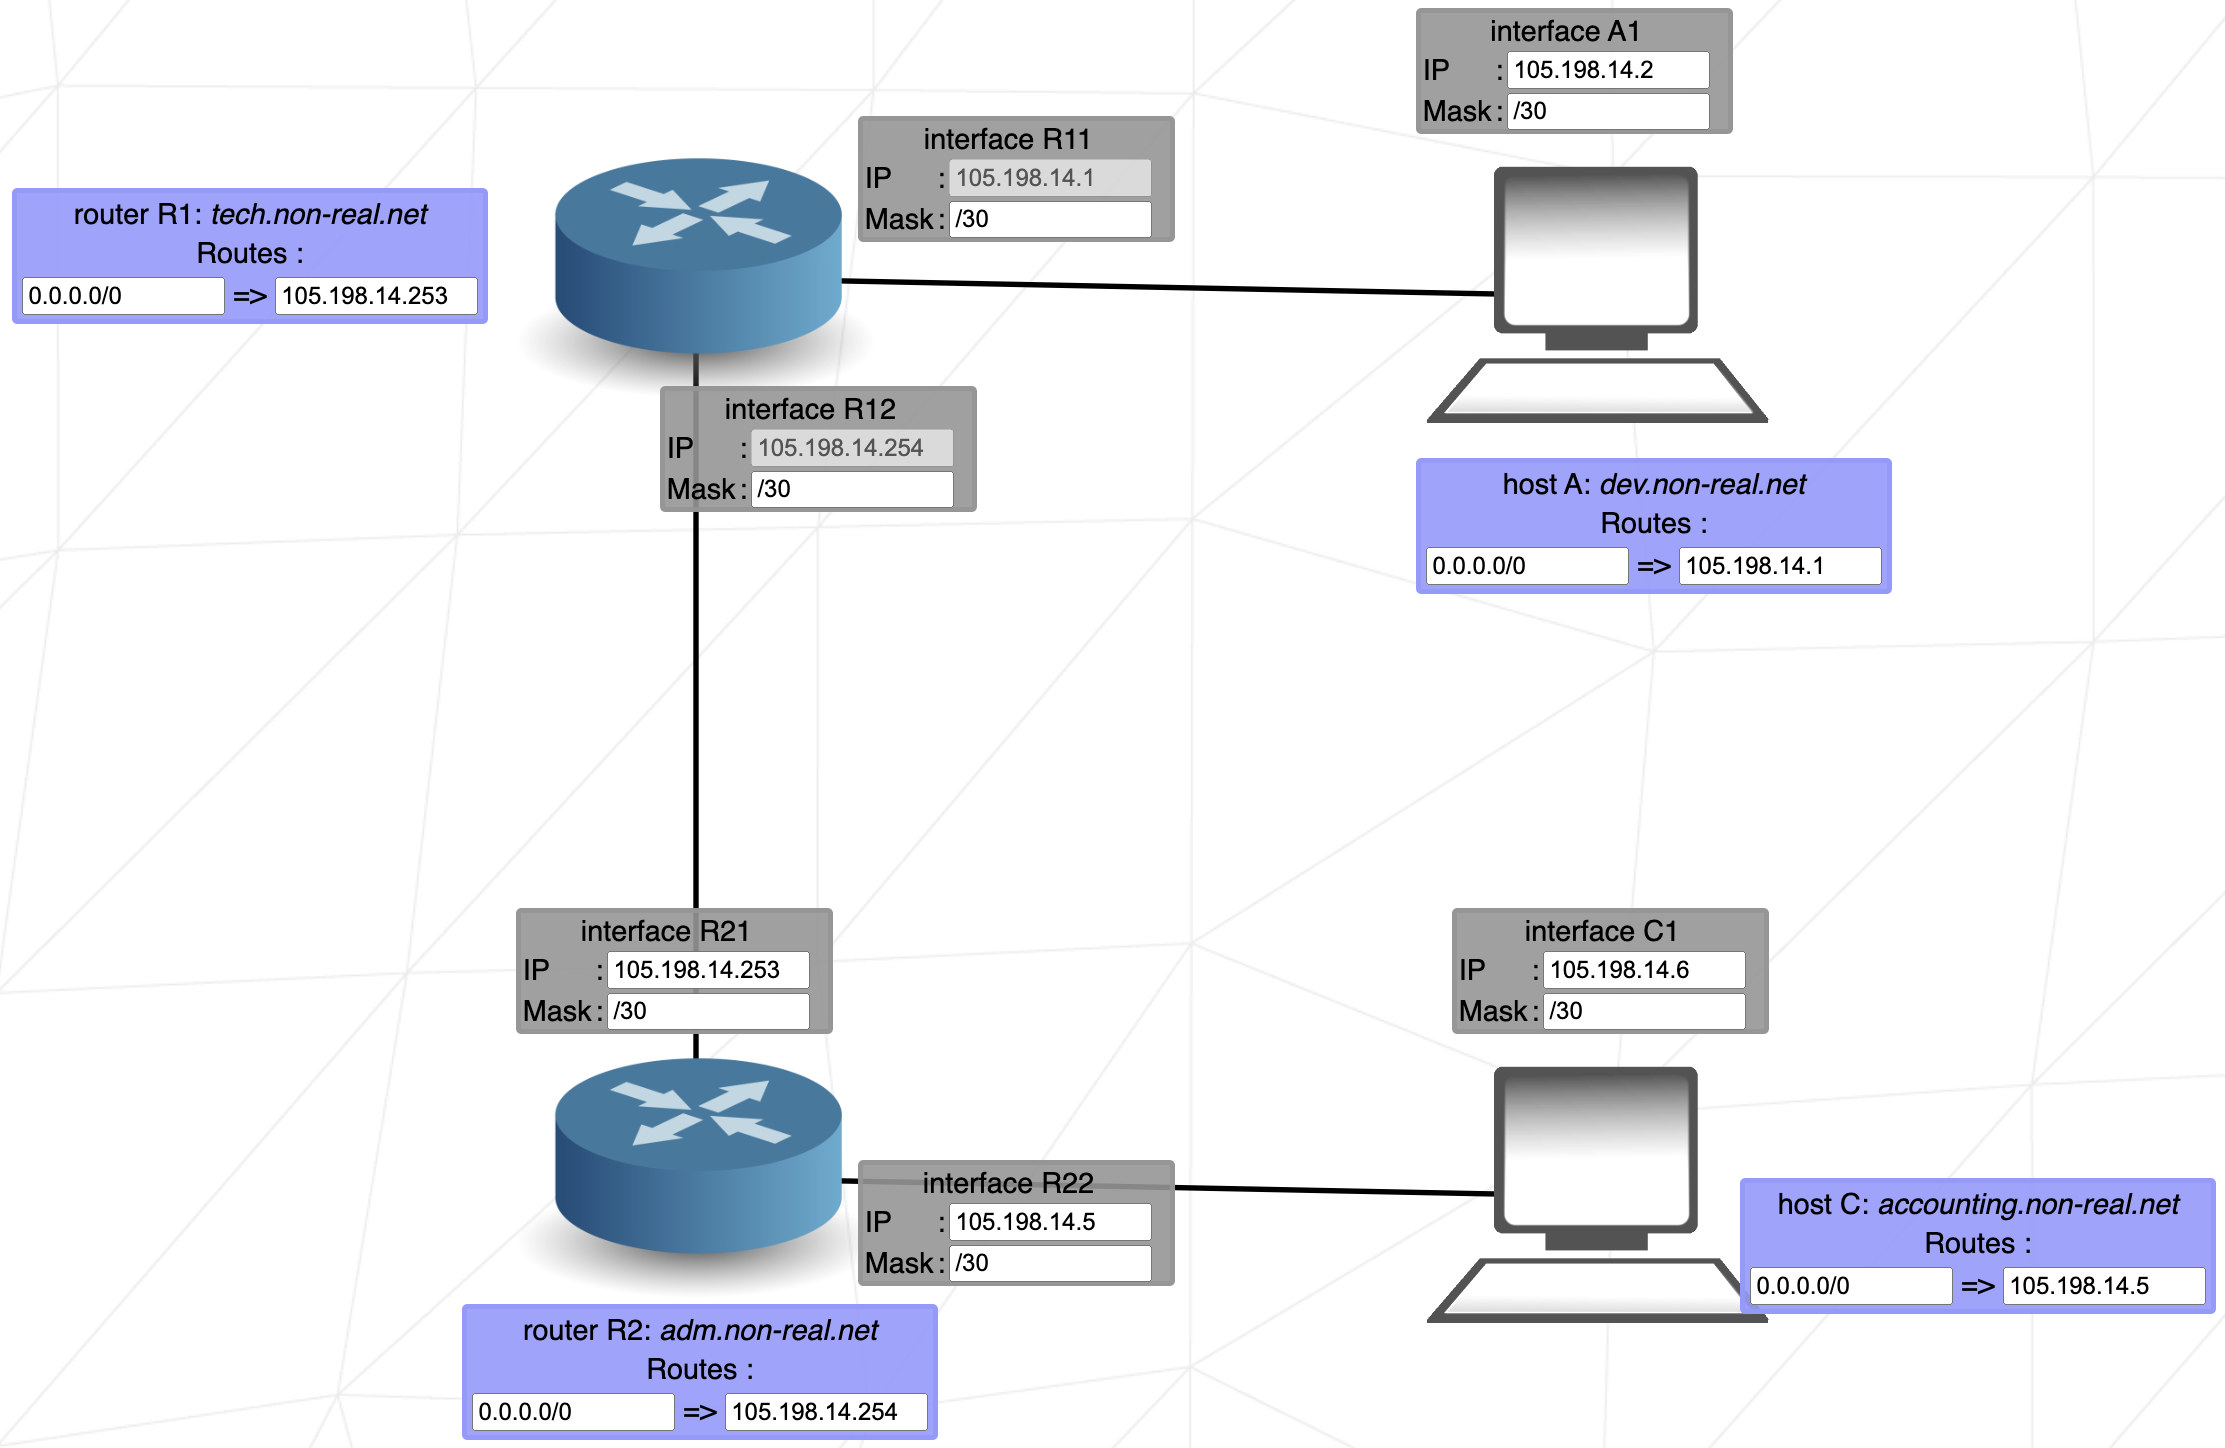 interface A1
IP : 105.198.14.2
Mask : /30
interface R11
IP : 105.198.14.1
Mask : /30
router R1: tech.non-real.net
Routes :
0.0.0.0/0 => 105.198.14.253
interface R12
IP : 105.198.14.254
Mask : /30
host A: dev.non-real.net
Routes :
0.0.0.0/0 => 105.198.14.1
interface R21
IP : 105.198.14.253
Mask : /30
interface C1
IP : 105.198.14.6
Mask : /30
interface R22
IP : 105.198.14.5
Mask : /30
host C: accounting.non-real.net
Routes :
0.0.0.0/0 => 105.198.14.5
router R2: adm.non-real.net
Routes :
0.0.0.0/0 => 105.198.14.254